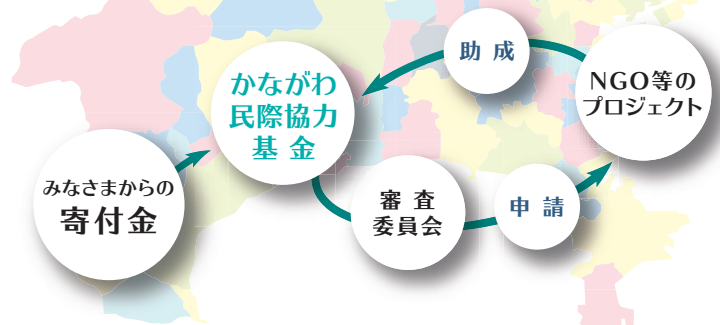 みなさまからの
寄付金
かながわ
民際協力
基金
審査
委員会
申請
NGO等の
プロジェクト
助成